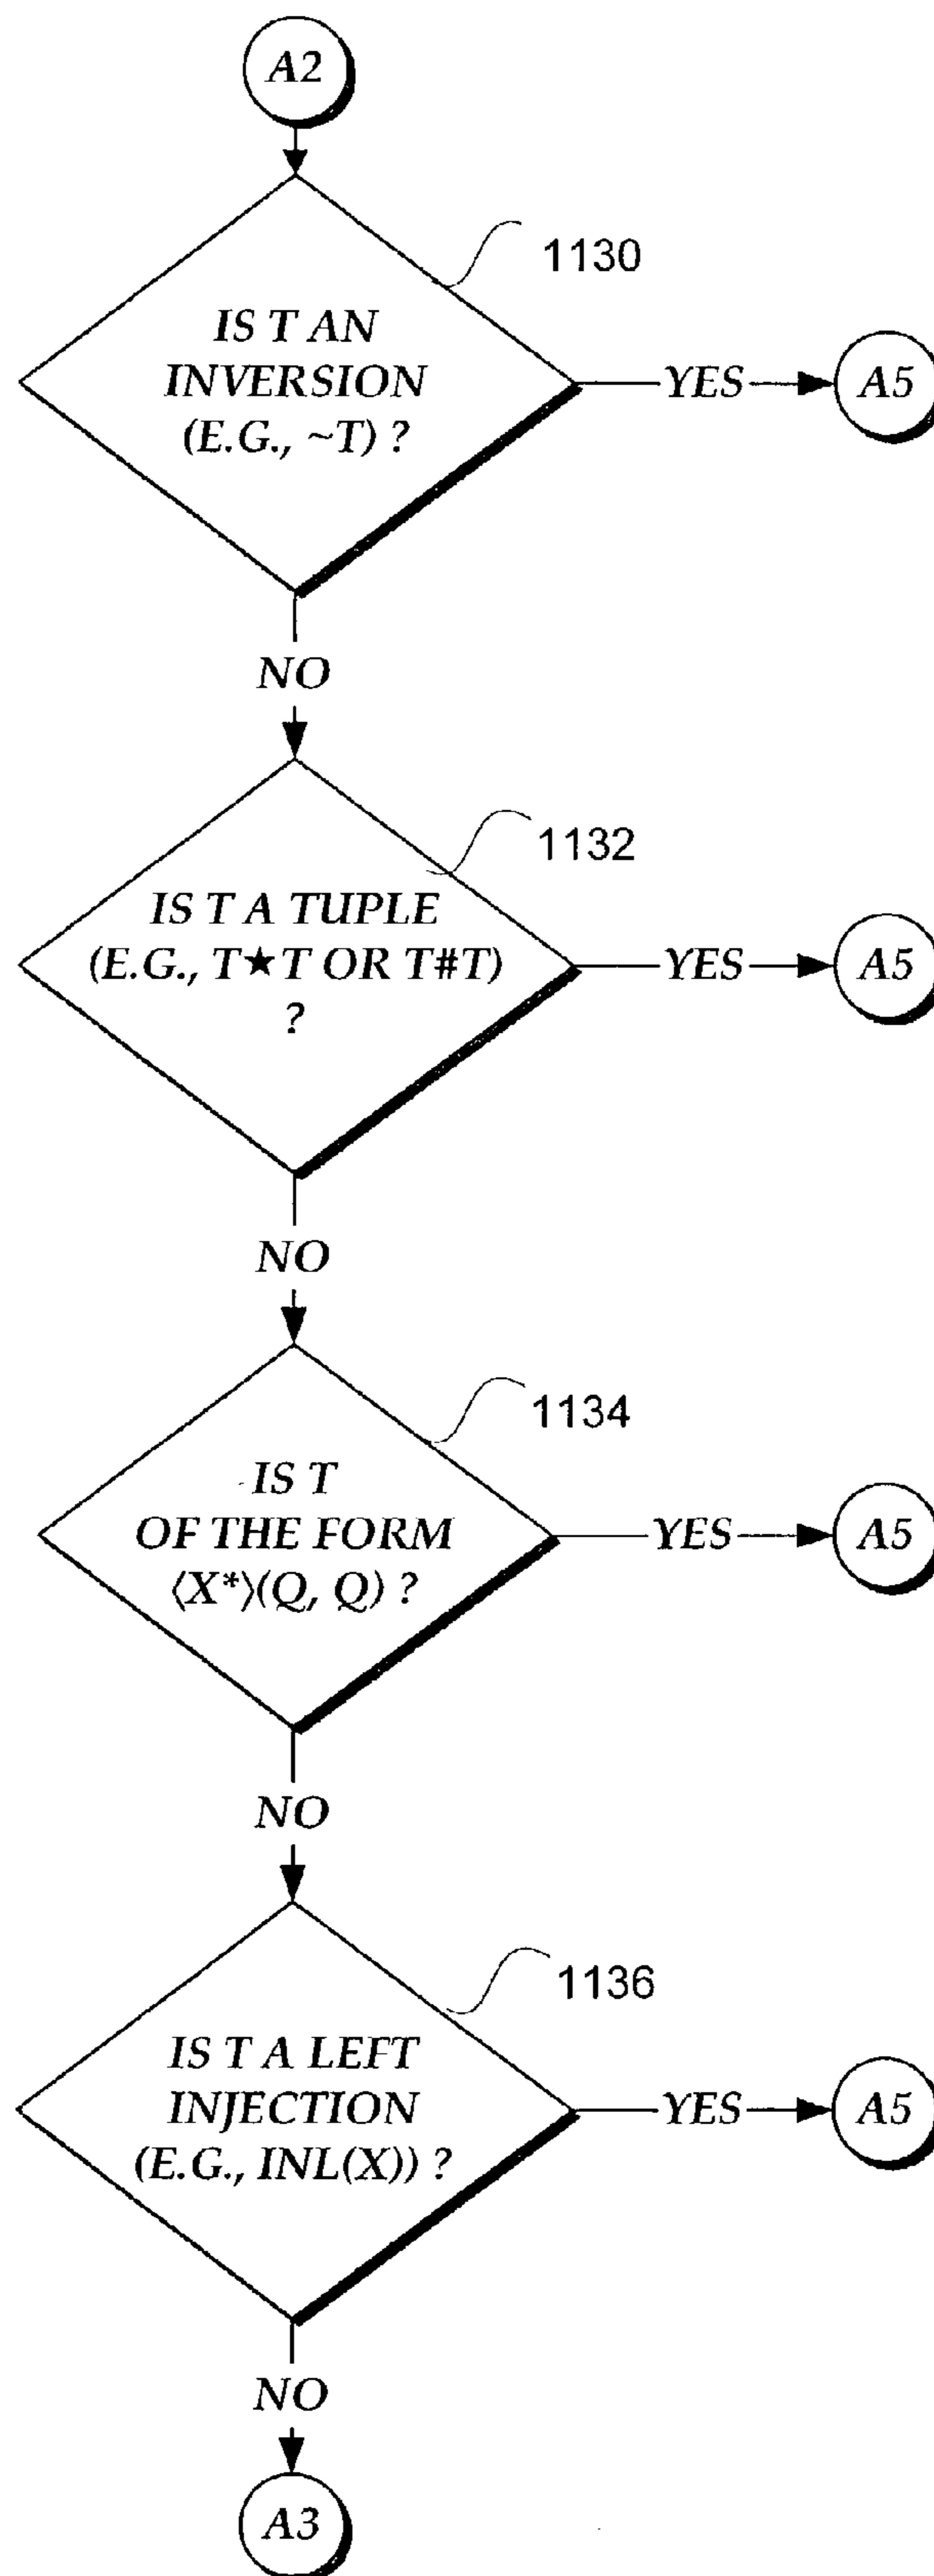 A2
1130
IS T AN
INVERSION
(E.G., ~T) ?
YES
A5
NO
1132
IS T A TUPLE
(E.G., T★T OR T#T)
?
YES
A5
NO
1134
IS T
OF THE FORM
⟨X*⟩(Q, Q) ?
YES
A5
NO
1136
IS T A LEFT
INJECTION
(E.G., INL(X)) ?
YES
A5
NO
A3